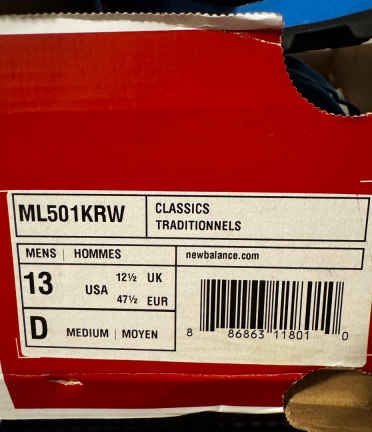 ML501KRW
CLASSICS
TRADITIONNELS
MENS | HOMMES
newbalance.com
13 USA 12½ UK
47½ EUR
D MEDIUM | MOYEN
8 86863 11801 0